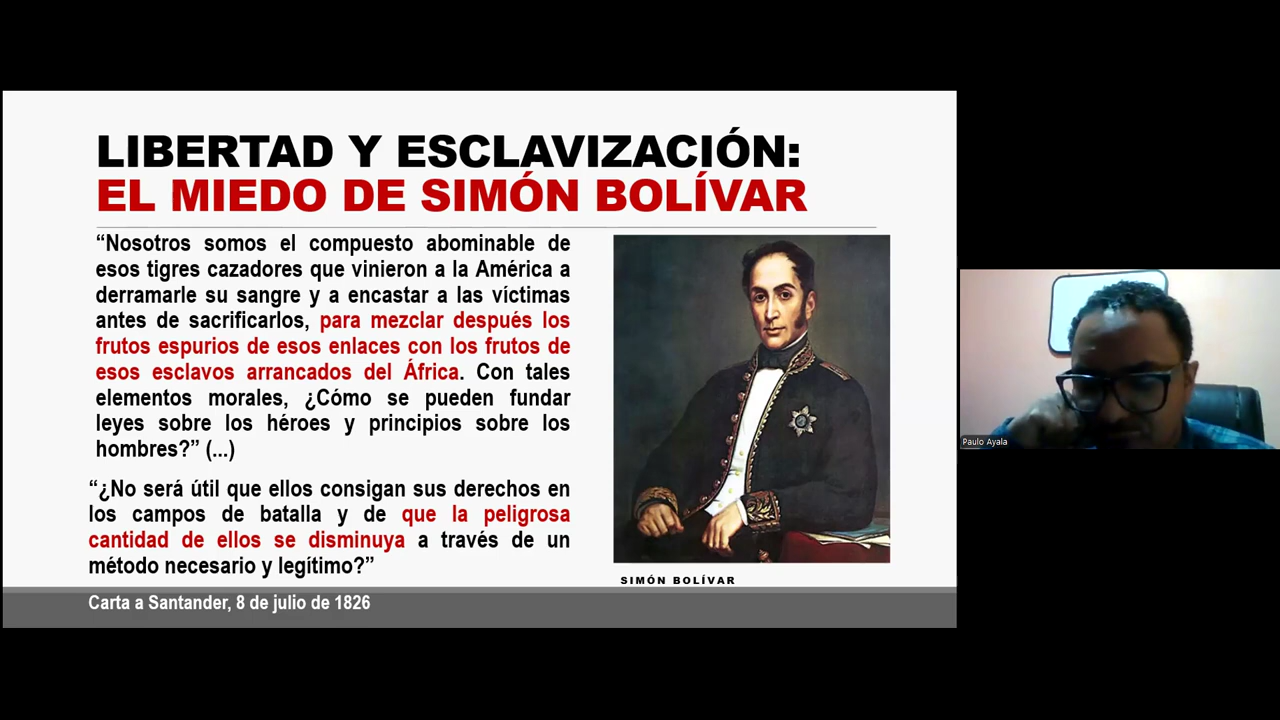 LIBERTAD Y ESCLAVIZACIÓN:
EL MIEDO DE SIMÓN BOLÍVAR
“Nosotros somos el compuesto abominable de
esos tigres cazadores que vinieron a la América a
derramarle su sangre y a encastar a las víctimas
antes de sacrificarlos, para mezclar después los
frutos espurios de esos enlaces con los frutos de
esos esclavos arrancados del África. Con tales
elementos morales, ¿Cómo se pueden fundar
leyes sobre los héroes y principios sobre los
hombres?” (...)
“¿No será útil que ellos consigan sus derechos en
los campos de batalla y de que la peligrosa
cantidad de ellos se disminuya a través de un
método necesario y legítimo?”
Carta a Santander, 8 de julio de 1826
SIMÓN BOLÍVAR
Paulo Ayala